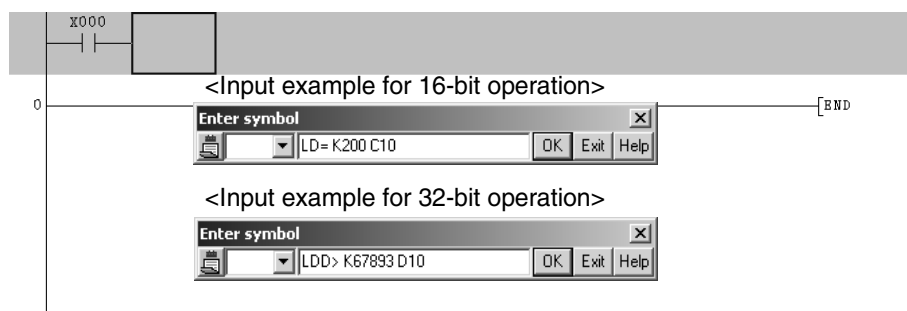 X000
<Input example for 16-bit operation>
0
END
Enter symbol
LD= K200 C10 OK Exit Help
<Input example for 32-bit operation>
Enter symbol
LDD> K67893 D10 OK Exit Help